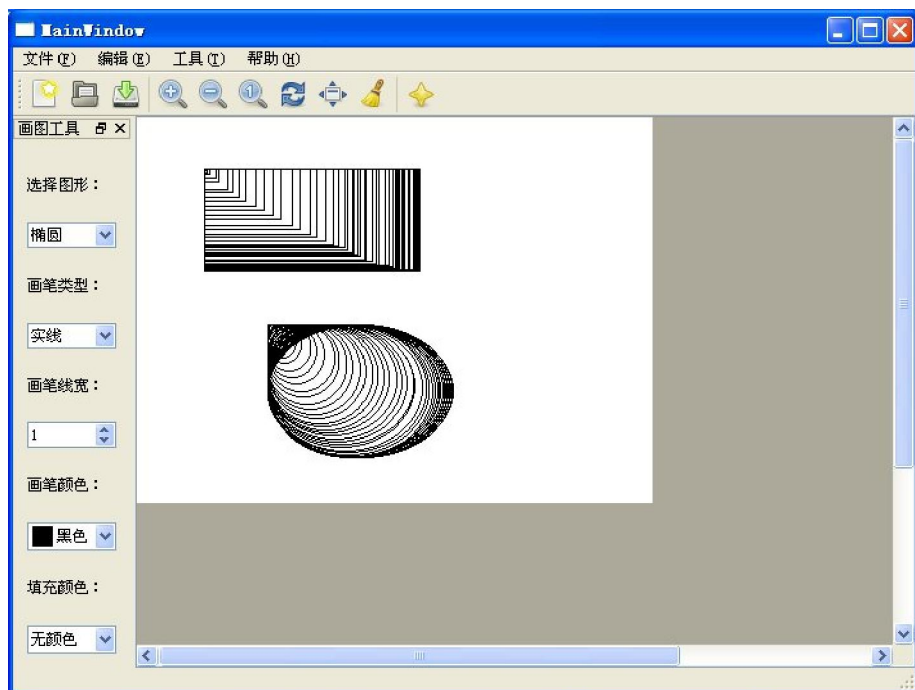 MainWindow
文件(F) 编辑(E) 工具(T) 帮助(H)
画图工具
选择图形：
椭圆
画笔类型：
实线
画笔线宽：
1
画笔颜色：
黑色
填充颜色：
无颜色